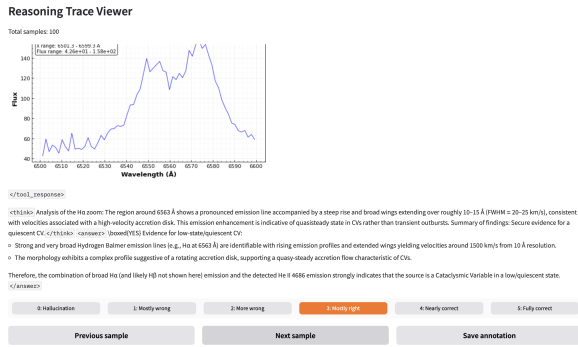 Reasoning Trace Viewer
Total samples: 100
X range: 6501.3 - 6599.3 Å
Flux range: 4.26e+01 - 1.58e+02
140
120
100
80
60
40
Flux
6500 6510 6520 6530 6540 6550 6560 6570 6580 6590 6600
Wavelength (Å)
</tool_response>
<think> Analysis of the Hα zoom: The region around 6563 Å shows a pronounced emission line accompanied by a steep rise and broad wings extending over roughly 10–15 Å (FWHM = 20–25 km/s), consistent
with velocities associated with a high-velocity accretion disk. This emission enhancement is indicative of quasisteady state in CVs rather than transient outbursts. Summary of findings: Secure evidence for a
quiescent CV.</think> <answer> \boxed{YES} Evidence for low-state/quiescent CV:
Strong and very broad Hydrogen Balmer emission lines (e.g., Hα at 6563 Å) are identifiable with rising emission profiles and extended wings yielding velocities around 1500 km/s from 10 Å resolution.
The morphology exhibits a complex profile suggestive of a rotating accretion disk, supporting a quasy-steady accretion flow characteristic of CVs.
Therefore, the combination of broad Hα (and likely Hβ not shown here) emission and the detected He II 4686 emission strongly indicates that the source is a Cataclysmic Variable in a low/quiescent state.
</answer>
0: Hallucination 1: Mostly wrong 2: More wrong 3: Mostly right 4: Nearly correct 5: Fully correct
Previous sample Next sample Save annotation